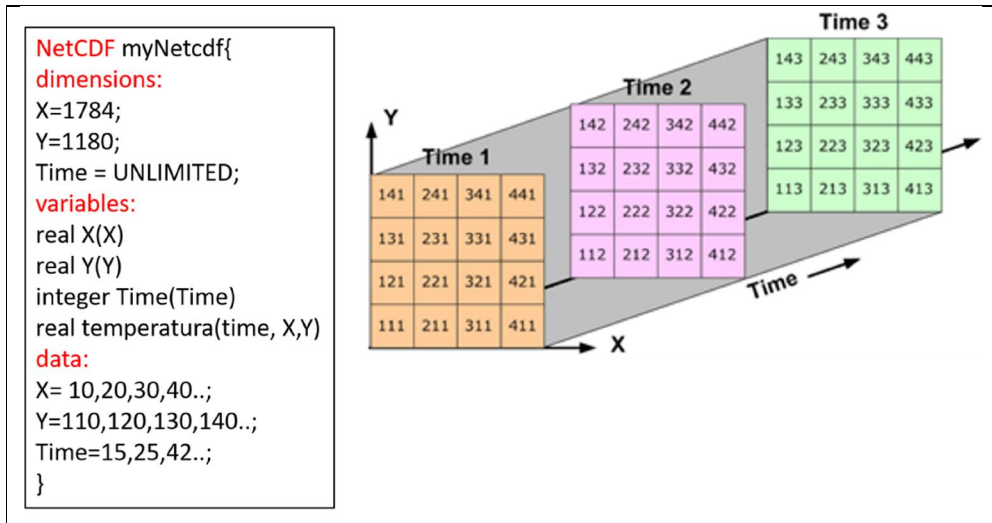 NetCDF myNetcdf{
dimensions:
X=1784;
Y=1180;
Time = UNLIMITED;
variables:
real X(X)
real Y(Y)
integer Time(Time)
real temperatura(time, X,Y)
data:
X= 10,20,30,40..;
Y=110,120,130,140..;
Time=15,25,42..;
}
Y
Time 1
141 241 341 441
131 231 331 431
121 221 321 421
111 211 311 411
X
Time 2
142 242 342 442
132 232 332 432
122 222 322 422
112 212 312 412
Time
Time 3
143 243 343 443
133 233 333 433
123 223 323 423
113 213 313 413